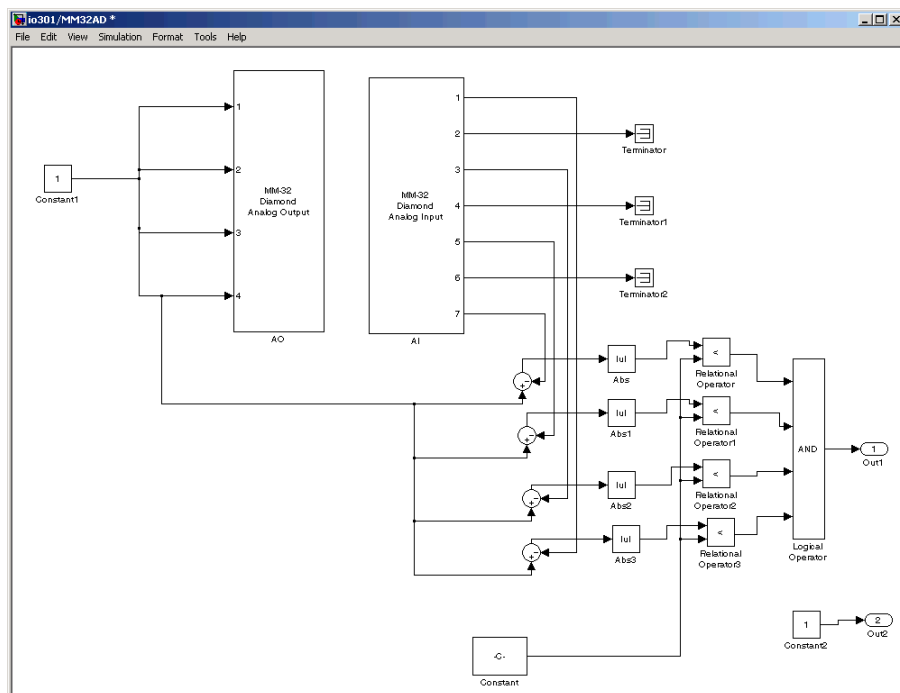 io301/MM32AD *
File Edit View Simulation Format Tools Help
1
Constant1
1
2
3
4
MM-32
Diamond
Analog Output
AO
1
2
3
4
5
6
7
MM-32
Diamond
Analog Input
AI
Terminator
Terminator1
Terminator2
|u|
Abs
<
Relational
Operator
|u|
Abs1
<
Relational
Operator1
|u|
Abs2
<
Relational
Operator2
|u|
Abs3
<
Relational
Operator3
AND
Logical
Operator
1
Out1
-C-
Constant
1
Constant2
2
Out2